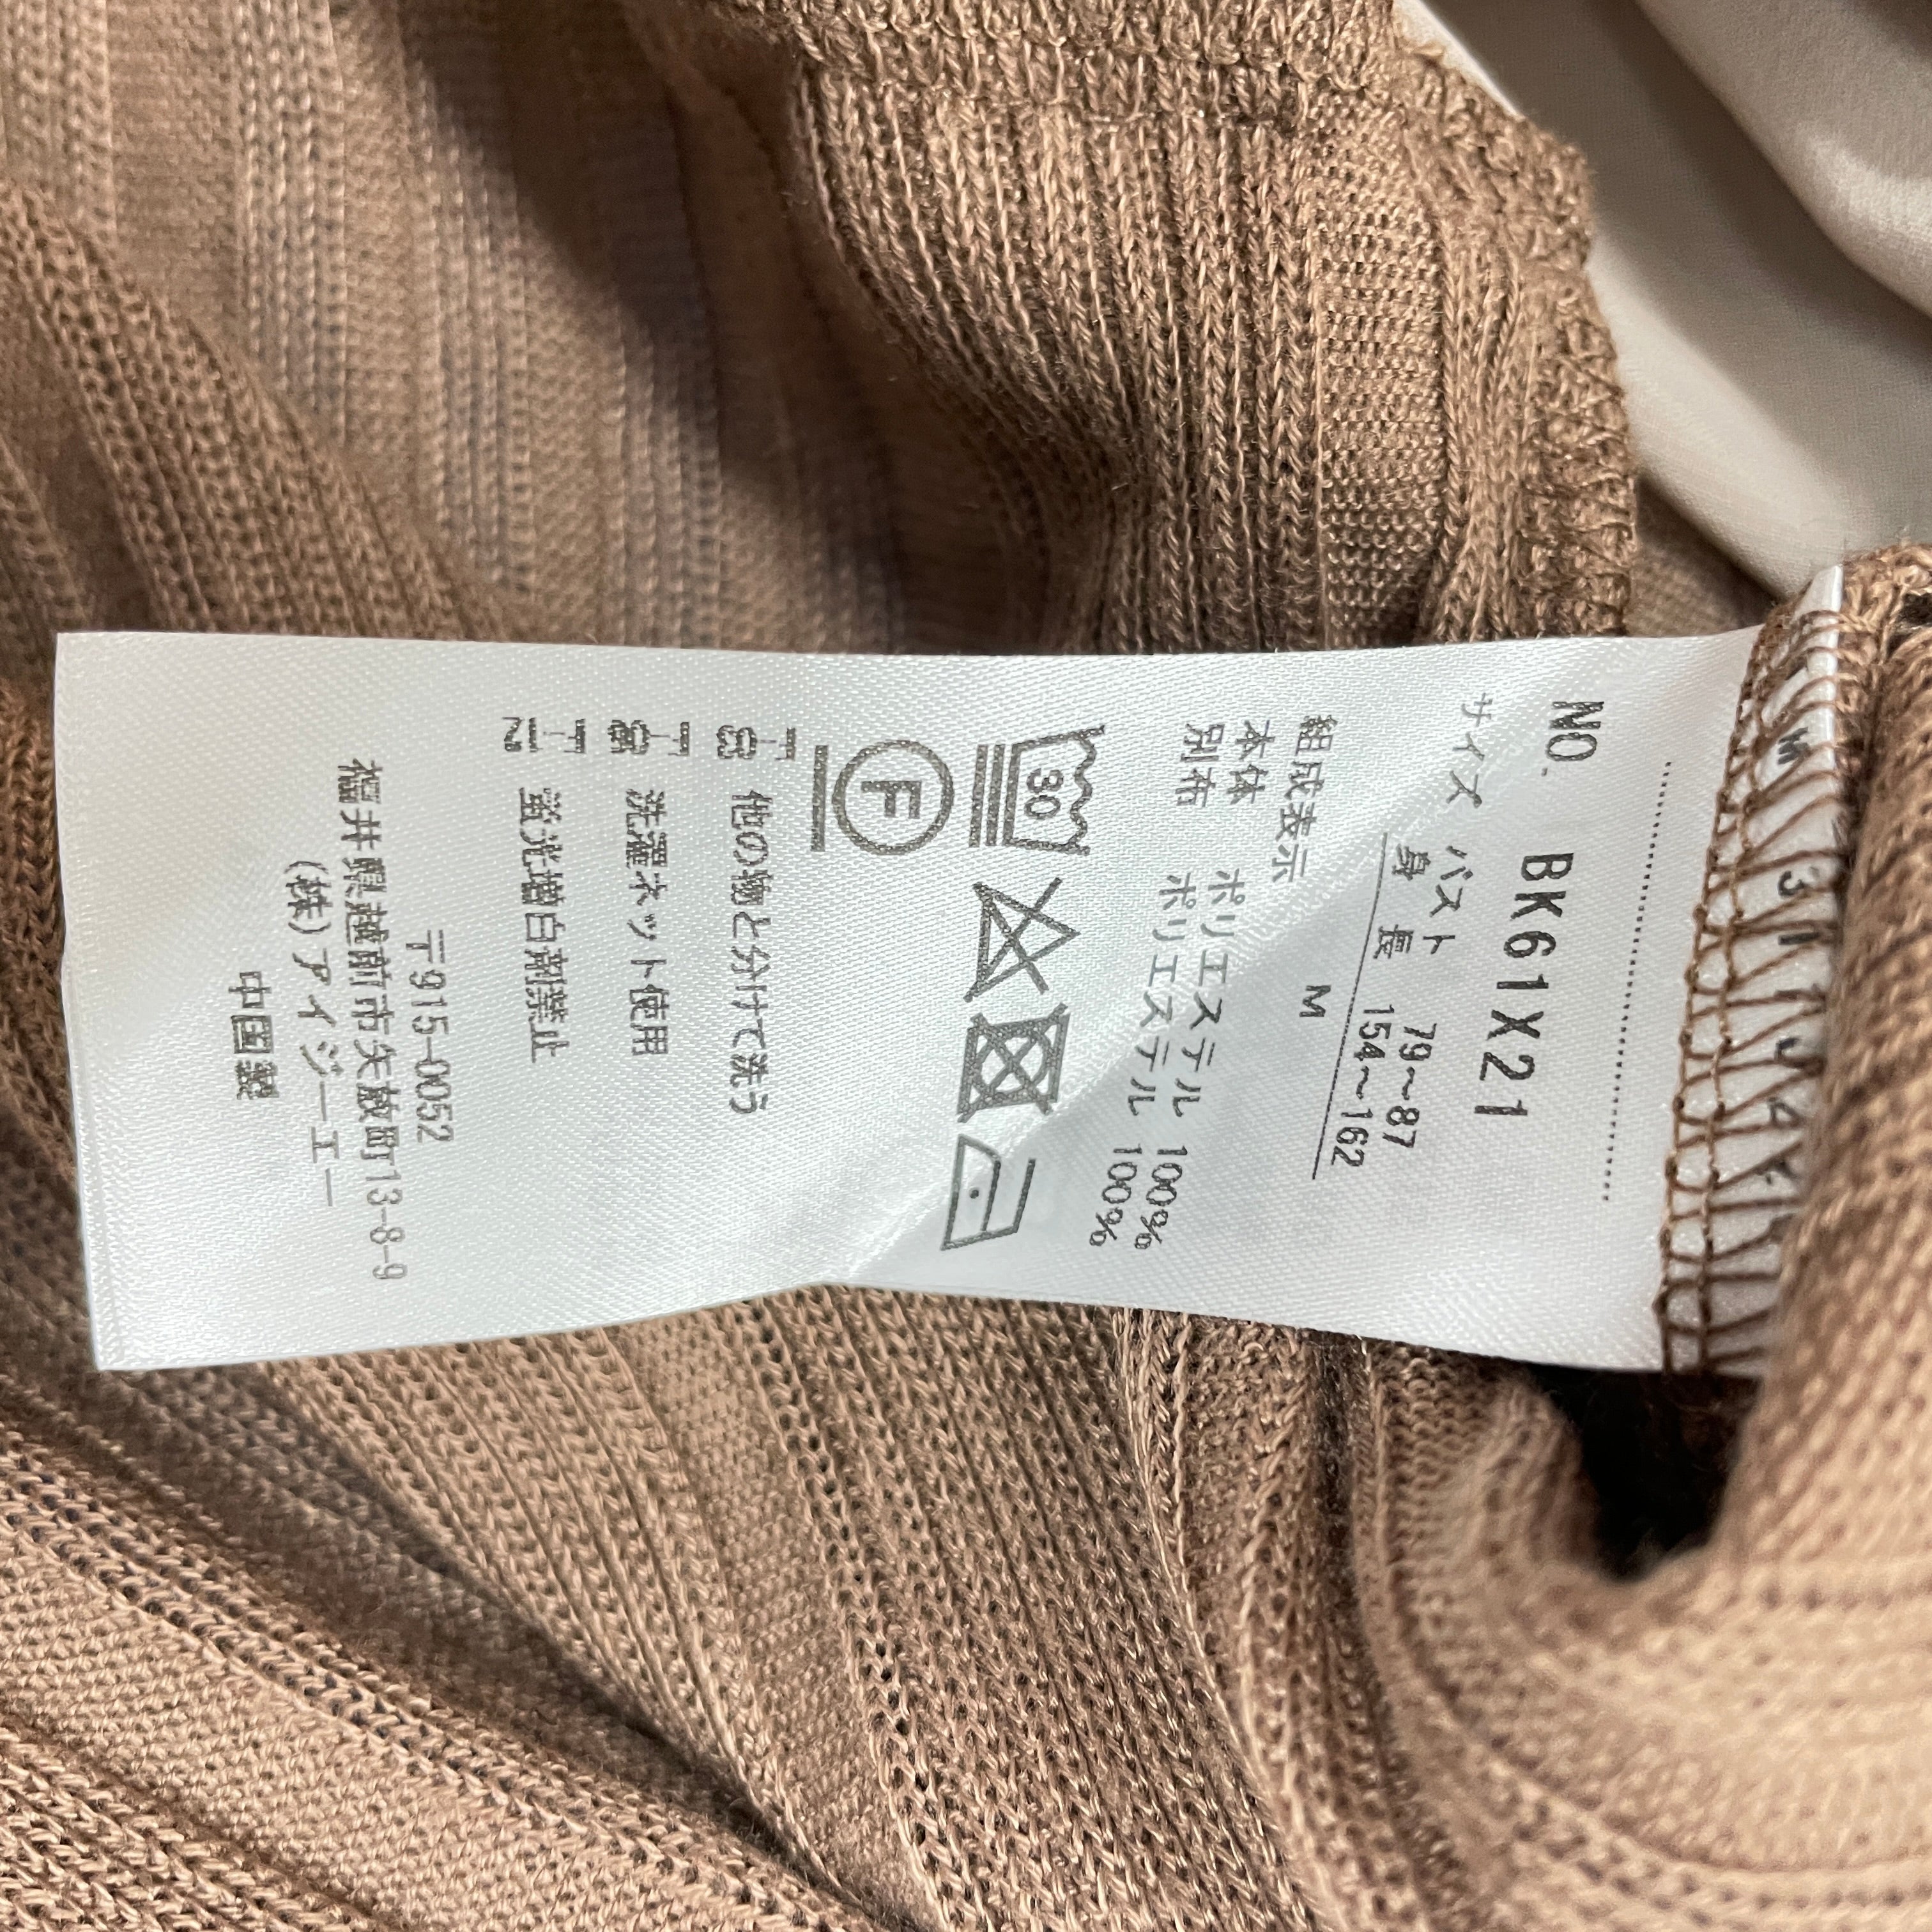 NO. BK61X21
サイズ バスト 79～87
身 長 154～162
M
組成表示
本体 ポリエステル 100%
別布 ポリエステル 100%
30
F
他の物と分けて洗う
洗濯ネット使用
蛍光増白剤禁止
〒915-0052
福井県越前市矢放町13-8-9
(株)アイジーエー
中国製